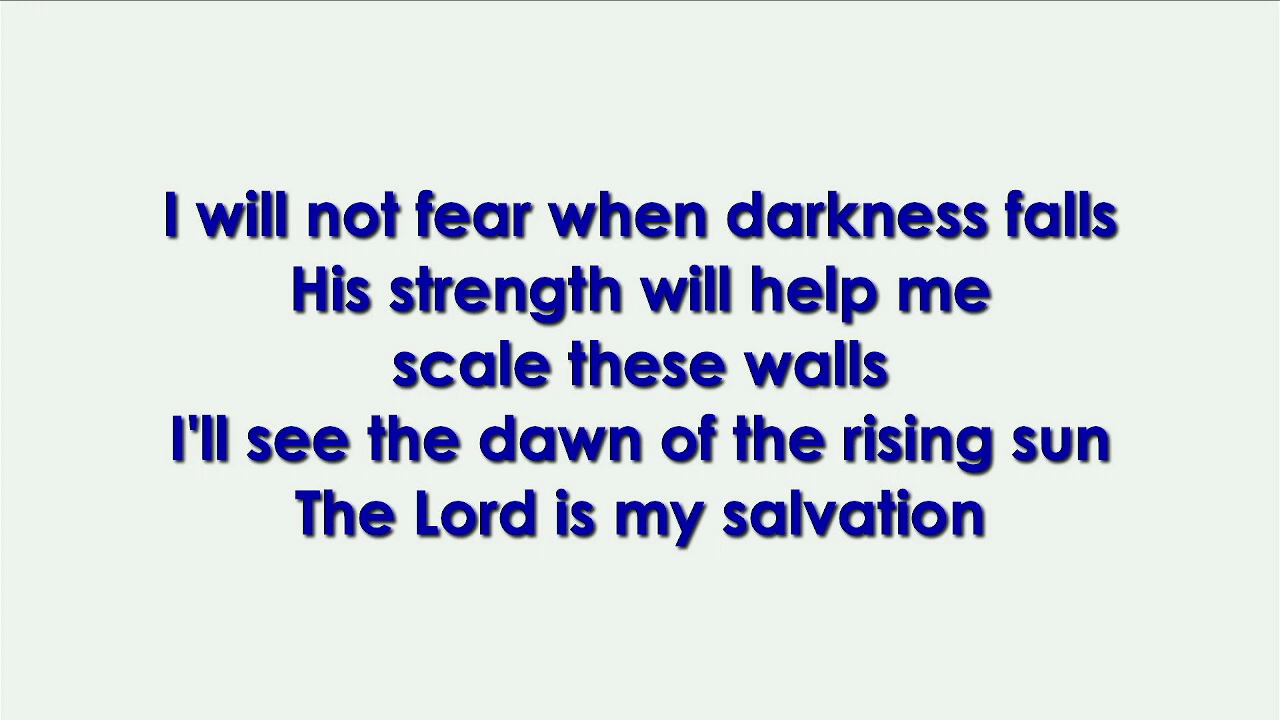 I will not fear when darkness falls
His strength will help me
scale these walls
I'll see the dawn of the rising sun
The Lord is my salvation